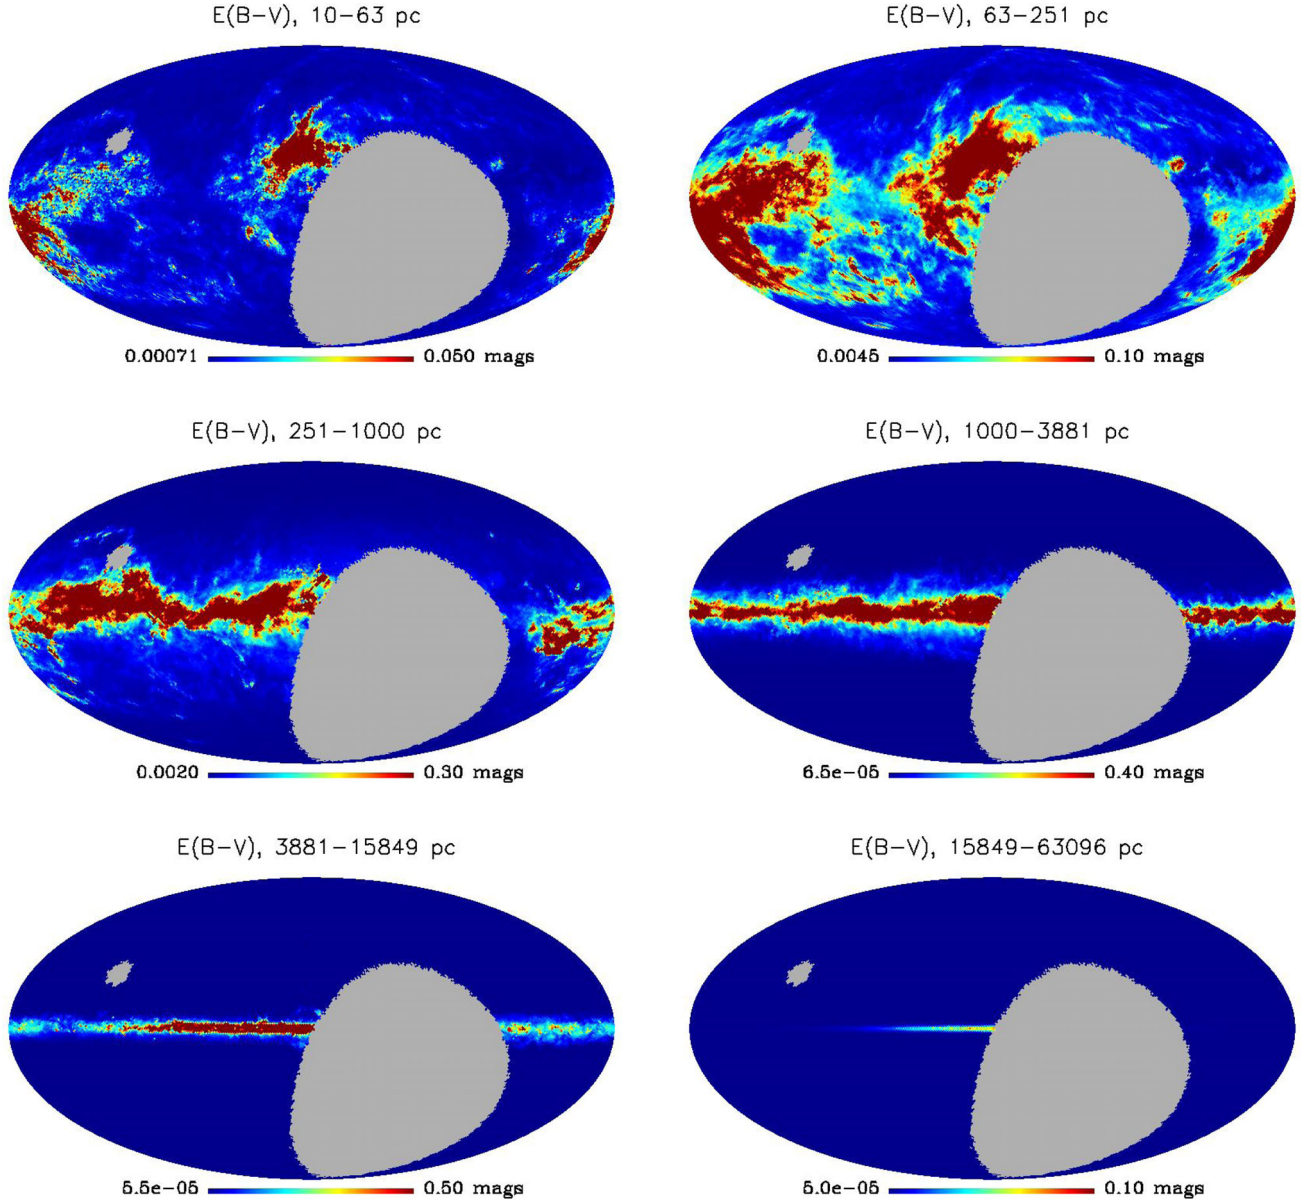 E(B−V), 10−63 pc
E(B−V), 63−251 pc
0.00071 0.050 mags
0.0045 0.10 mags
E(B−V), 251−1000 pc
E(B−V), 1000−3881 pc
0.0020 0.30 mags
6.5e−05 0.40 mags
E(B−V), 3881−15849 pc
E(B−V), 15849−63096 pc
5.5e−05 0.50 mags
5.0e−05 0.10 mags